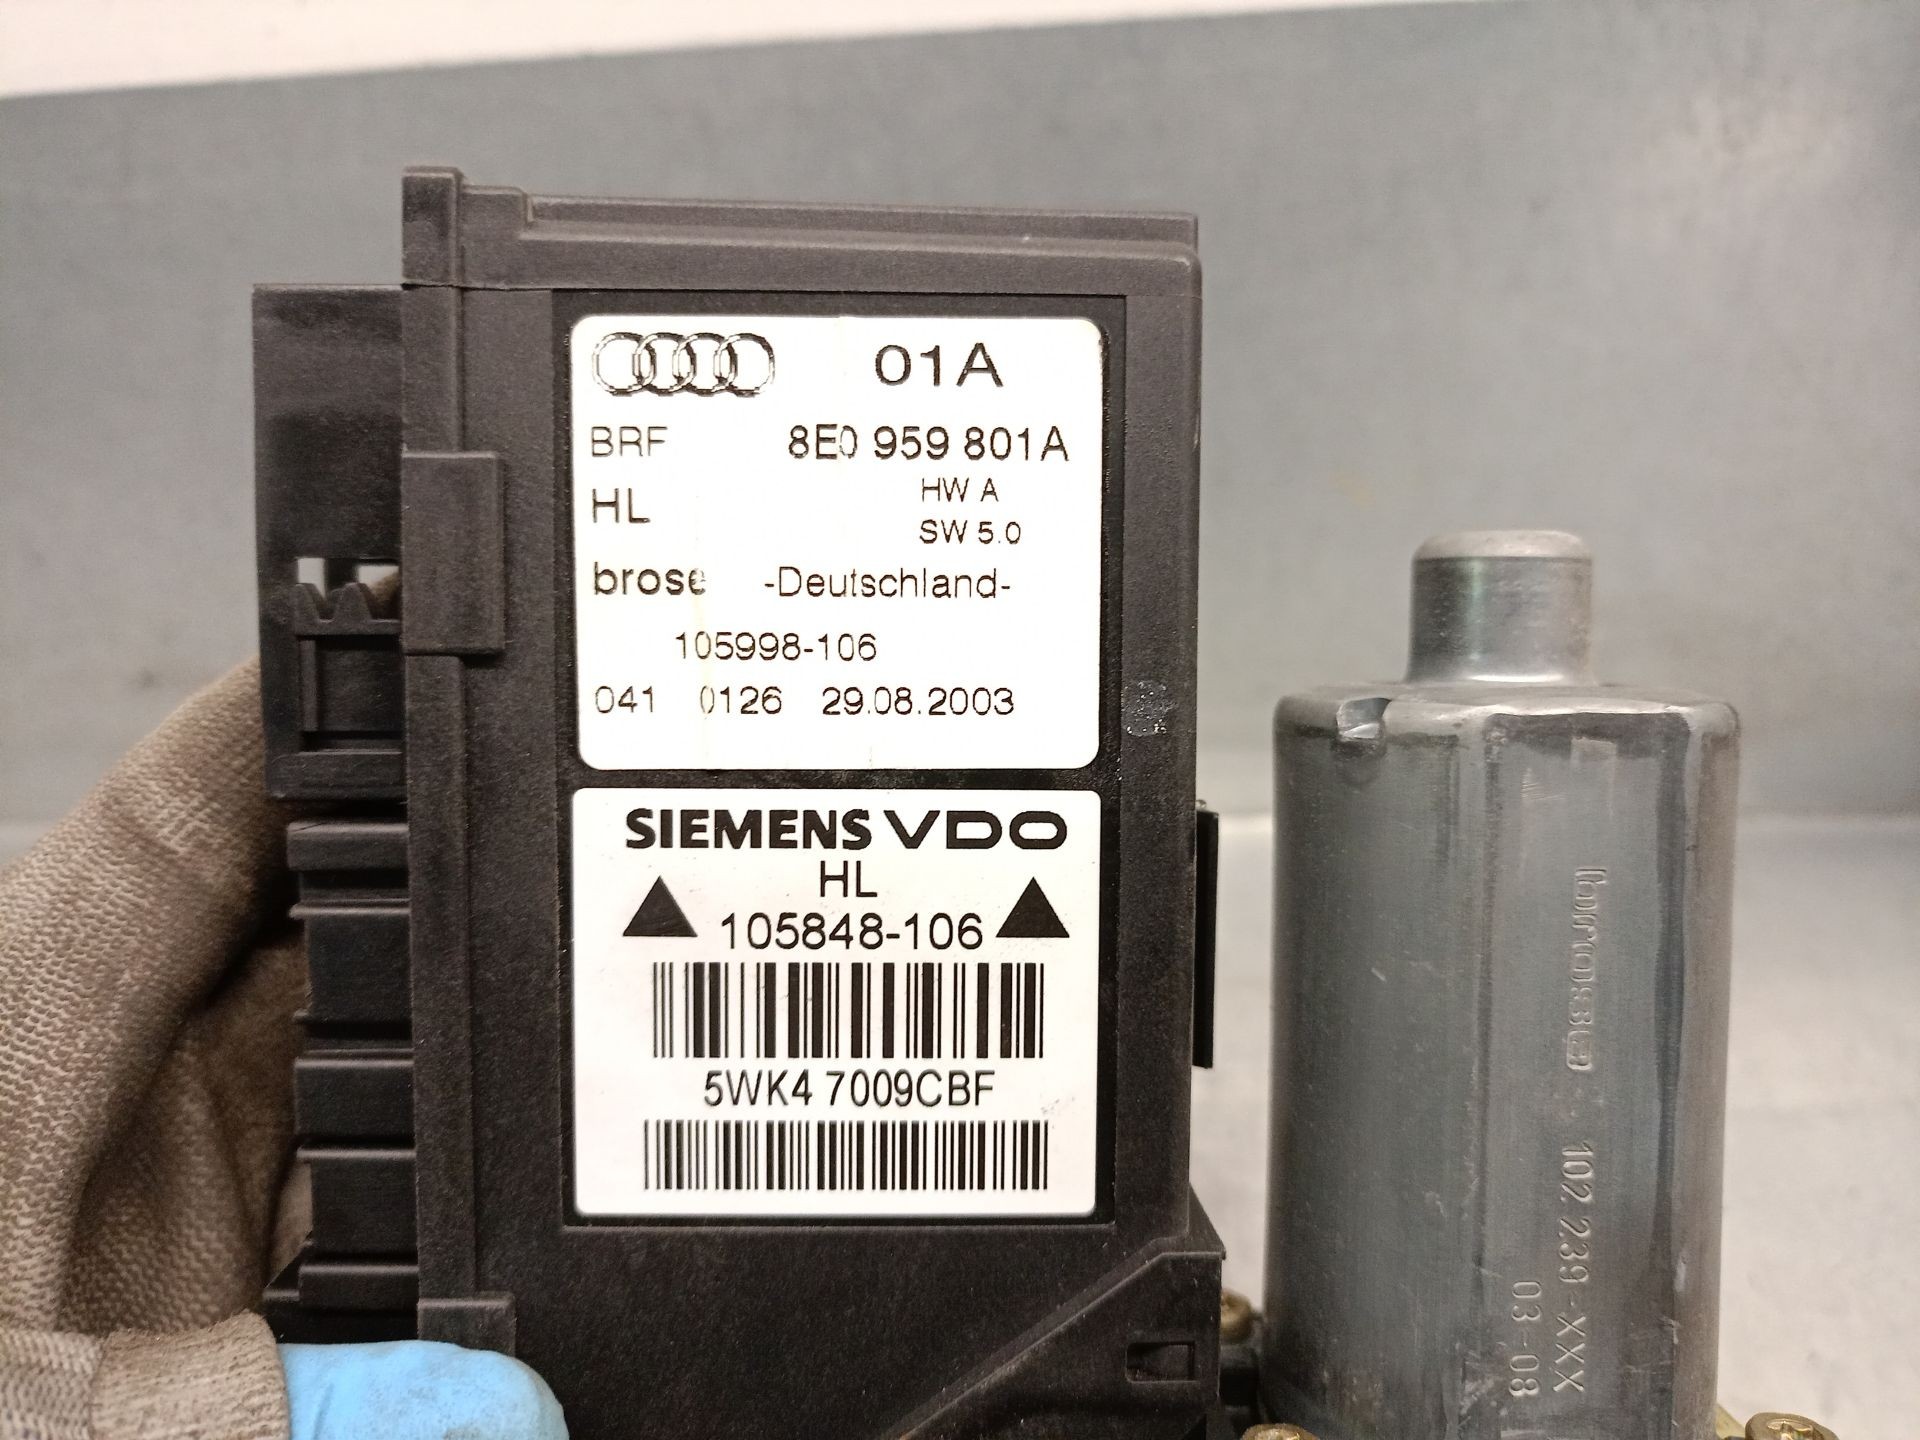 01A
BRF 8E0 959 801A
HL HW A
SW 5.0
brose -Deutschland-
105998-106
041 0126 29.08.2003
SIEMENS VDO
HL
105848-106
5WK4 7009CBF
brose 102 239-XXX
03-08